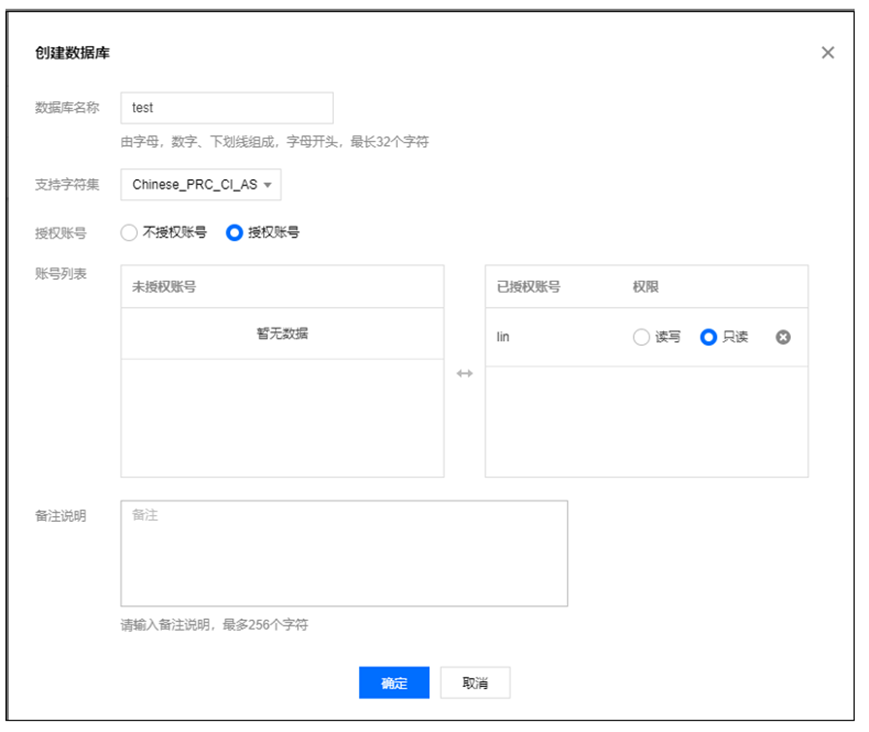 创建数据库
数据库名称 test
由字母，数字、下划线组成，字母开头，最长32个字符
支持字符集 Chinese_PRC_CI_AS
授权账号 不授权账号 授权账号
账号列表
未授权账号
暂无数据
已授权账号 权限
lin 读写 只读
备注说明 备注
请输入备注说明，最多256个字符
确定 取消